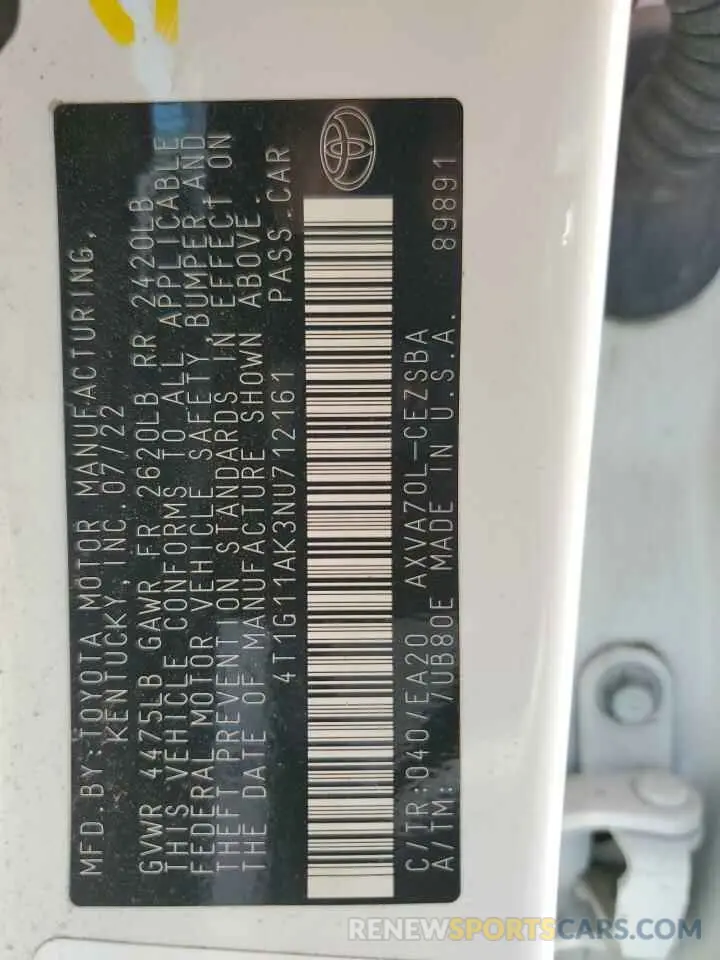 MFD.BY:TOYOTA MOTOR MANUFACTURING,
KENTUCKY,INC.07/22
GVWR 4475LB GAWR FR 2620LB RR 2420LB
THIS VEHICLE CONFORMS TO ALL APPLICABLE
FEDERAL MOTOR VEHICLE SAFETY,BUMPER,AND
THEFT PREVENTION STANDARDS IN EFFECT ON
THE DATE OF MANUFACTURE SHOWN ABOVE.
4T1G11AK3NU712161 PASS.CAR
C/TR:040/EA20 AXVA70L-CEZSBA
A/TM: /UB80E MADE IN U.S.A. 89891
RENEWSPORTSCARS.COM